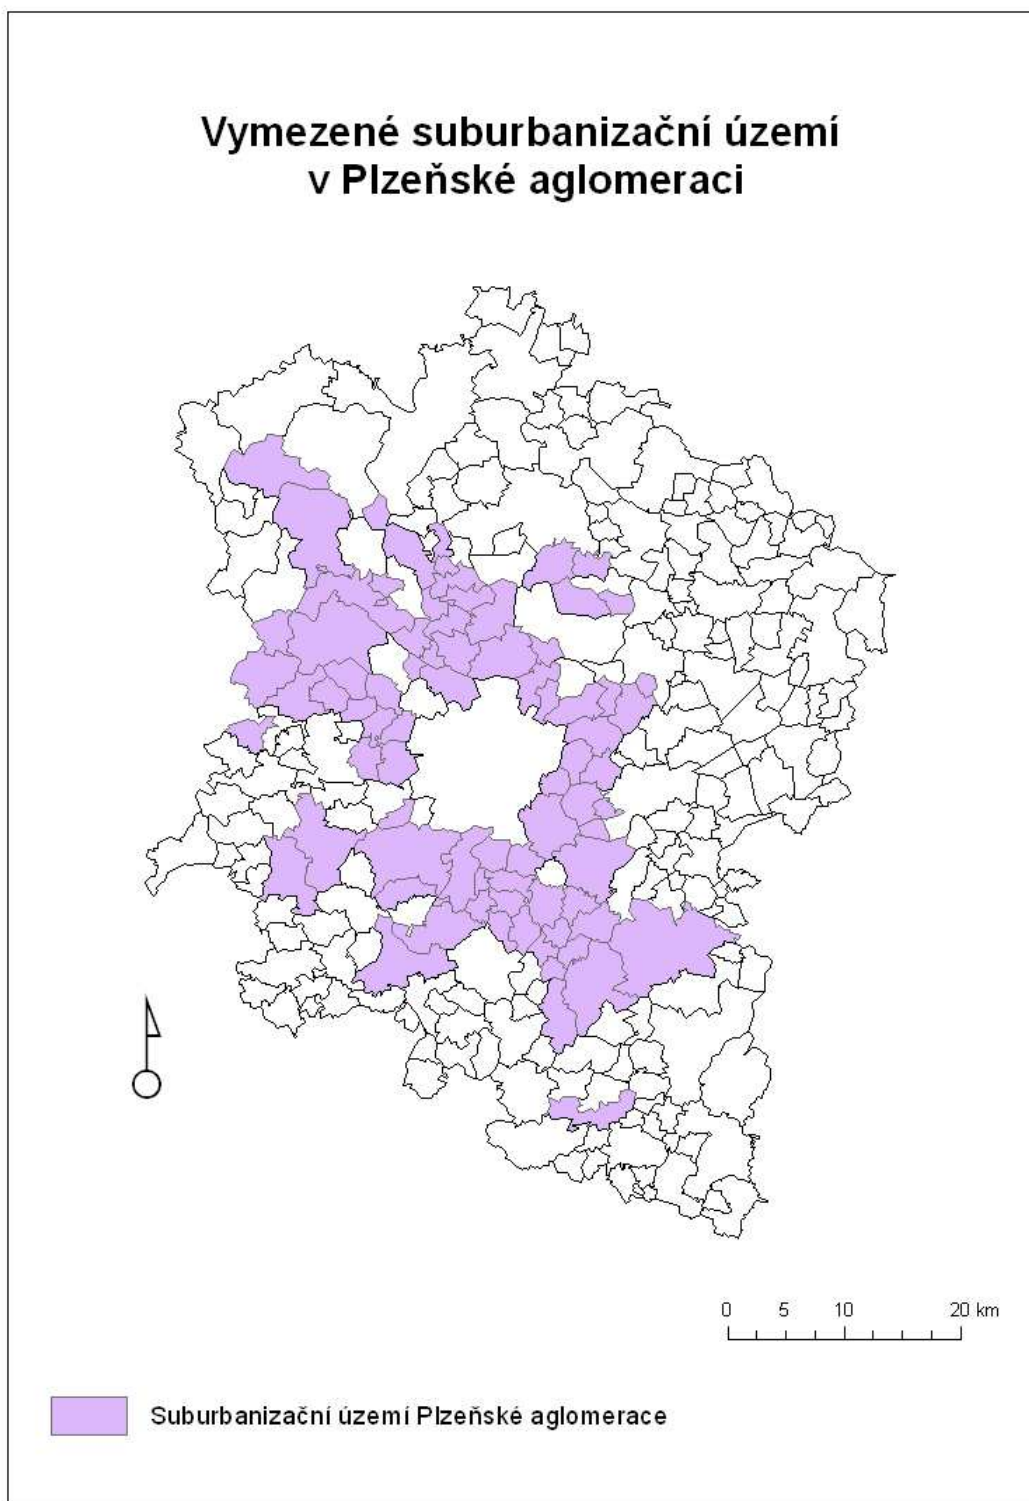 Vymezené suburbanizační území
v Plzeňské aglomeraci
0 5 10 20 km
Suburbanizační území Plzeňské aglomerace